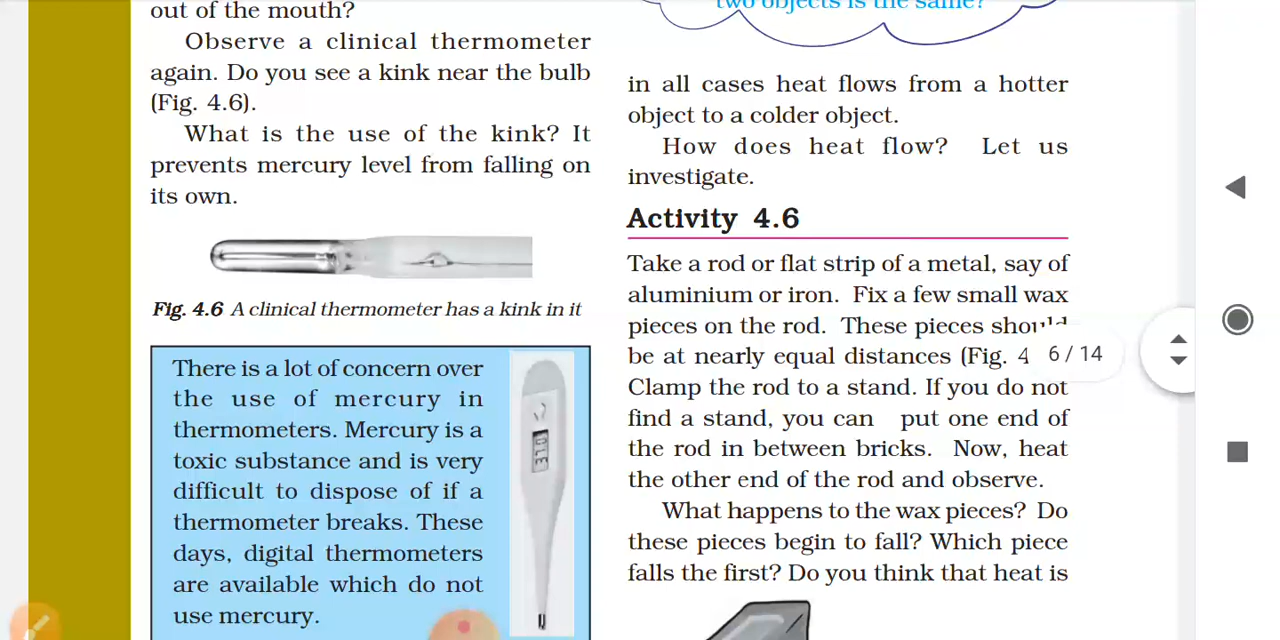 out of the mouth?
Observe a clinical thermometer
again. Do you see a kink near the bulb
(Fig. 4.6).
What is the use of the kink? It
prevents mercury level from falling on
its own.
Fig. 4.6 A clinical thermometer has a kink in it
There is a lot of concern over
the use of mercury in
thermometers. Mercury is a
toxic substance and is very
difficult to dispose of if a
thermometer breaks. These
days, digital thermometers
are available which do not
use mercury.
two objects is the same?
in all cases heat flows from a hotter
object to a colder object.
How does heat flow? Let us
investigate.
Activity 4.6
Take a rod or flat strip of a metal, say of
aluminium or iron. Fix a few small wax
pieces on the rod. These pieces should
be at nearly equal distances (Fig. 4
Clamp the rod to a stand. If you do not
find a stand, you can put one end of
the rod in between bricks. Now, heat
the other end of the rod and observe.
What happens to the wax pieces? Do
these pieces begin to fall? Which piece
falls the first? Do you think that heat is
6 / 14